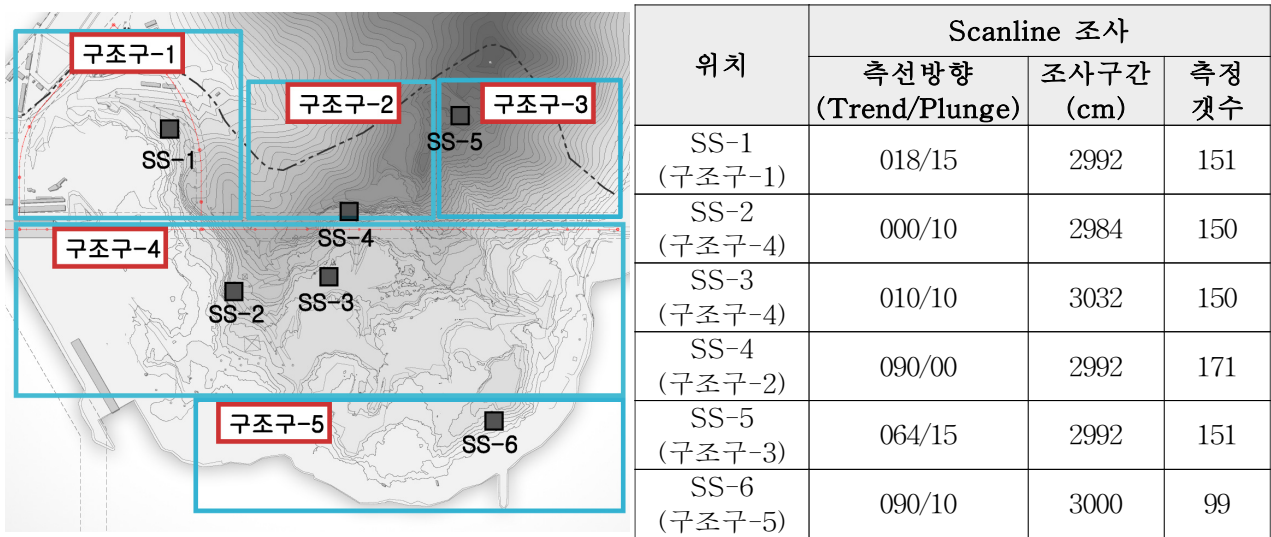 구조구-1
구조구-2
구조구-3
SS-1
SS-5
SS-4
구조구-4
SS-2
SS-3
구조구-5
SS-6
위치
Scanline 조사
측선방향
(Trend/Plunge)
조사구간
(cm)
측정
갯수
SS-1
(구조구-1)
018/15
2992
151
SS-2
(구조구-4)
000/10
2984
150
SS-3
(구조구-4)
010/10
3032
150
SS-4
(구조구-2)
090/00
2992
171
SS-5
(구조구-3)
064/15
2992
151
SS-6
(구조구-5)
090/10
3000
99